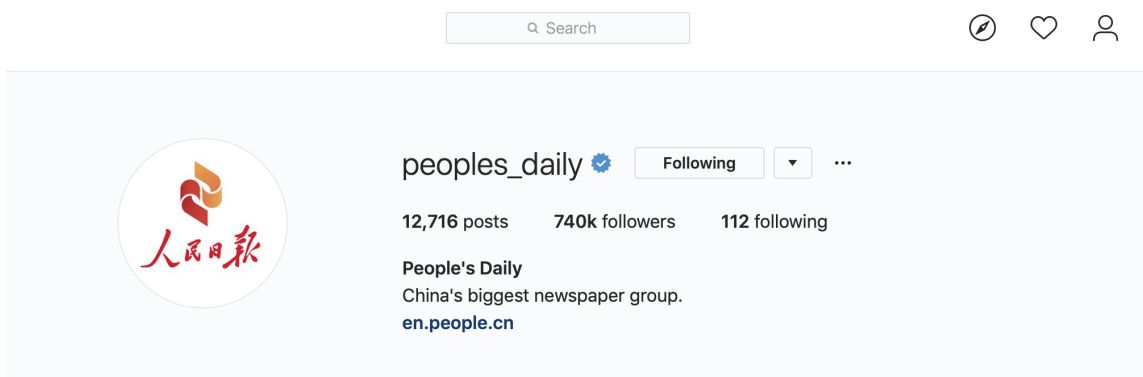 Search
peoples_daily
Following
12,716 posts 740k followers 112 following
人民日报
People's Daily
China's biggest newspaper group.
en.people.cn